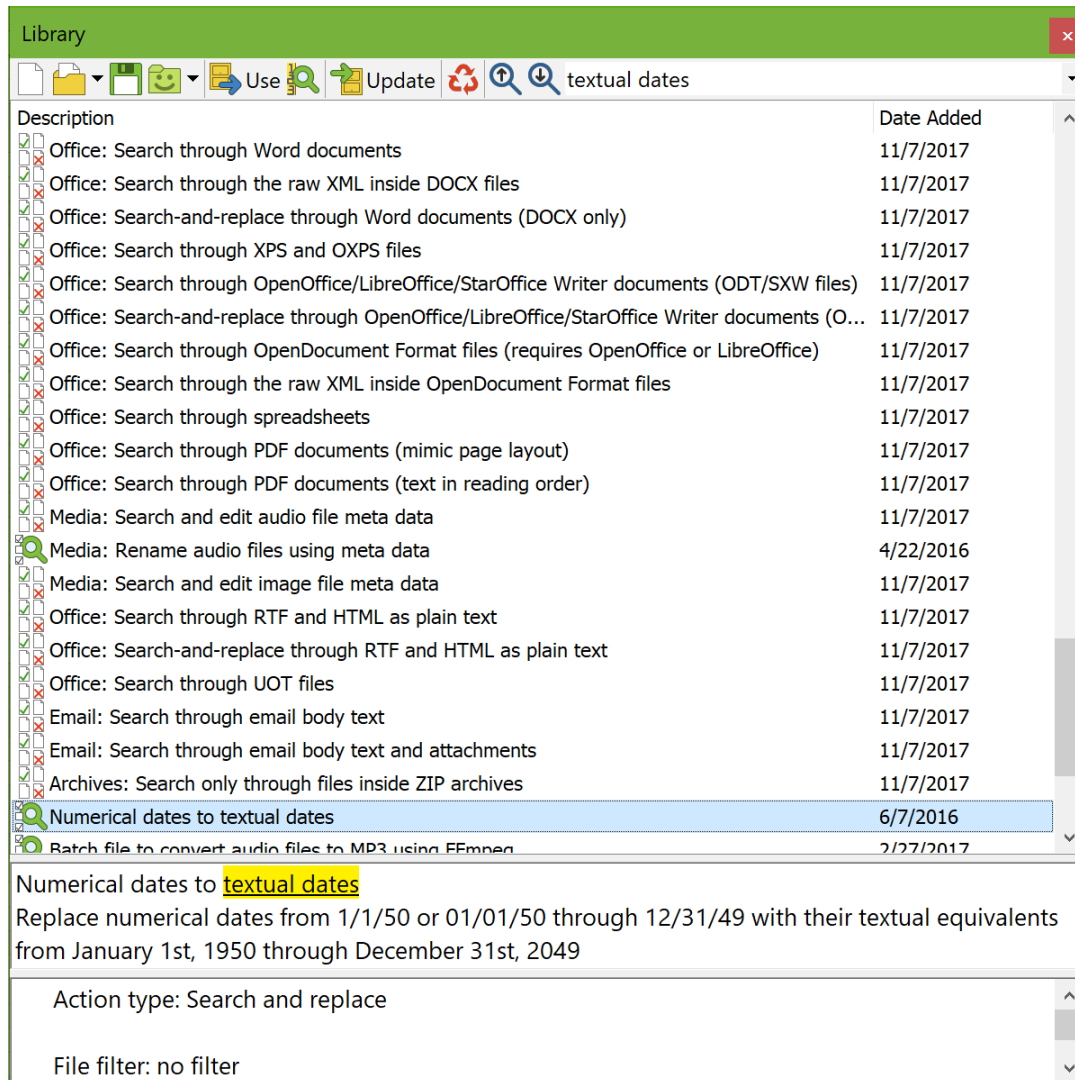 Library
Use Update textual dates
Description Date Added
Office: Search through Word documents 11/7/2017
Office: Search through the raw XML inside DOCX files 11/7/2017
Office: Search-and-replace through Word documents (DOCX only) 11/7/2017
Office: Search through XPS and OXPS files 11/7/2017
Office: Search through OpenOffice/LibreOffice/StarOffice Writer documents (ODT/SXW files) 11/7/2017
Office: Search-and-replace through OpenOffice/LibreOffice/StarOffice Writer documents (O... 11/7/2017
Office: Search through OpenDocument Format files (requires OpenOffice or LibreOffice) 11/7/2017
Office: Search through the raw XML inside OpenDocument Format files 11/7/2017
Office: Search through spreadsheets 11/7/2017
Office: Search through PDF documents (mimic page layout) 11/7/2017
Office: Search through PDF documents (text in reading order) 11/7/2017
Media: Search and edit audio file meta data 11/7/2017
Media: Rename audio files using meta data 4/22/2016
Media: Search and edit image file meta data 11/7/2017
Office: Search through RTF and HTML as plain text 11/7/2017
Office: Search-and-replace through RTF and HTML as plain text 11/7/2017
Office: Search through UOT files 11/7/2017
Email: Search through email body text 11/7/2017
Email: Search through email body text and attachments 11/7/2017
Archives: Search only through files inside ZIP archives 11/7/2017
Numerical dates to textual dates 6/7/2016
Batch file to convert audio files to MP3 using FFmpeg 2/27/2017
Numerical dates to textual dates
Replace numerical dates from 1/1/50 or 01/01/50 through 12/31/49 with their textual equivalents
from January 1st, 1950 through December 31st, 2049
Action type: Search and replace
File filter: no filter